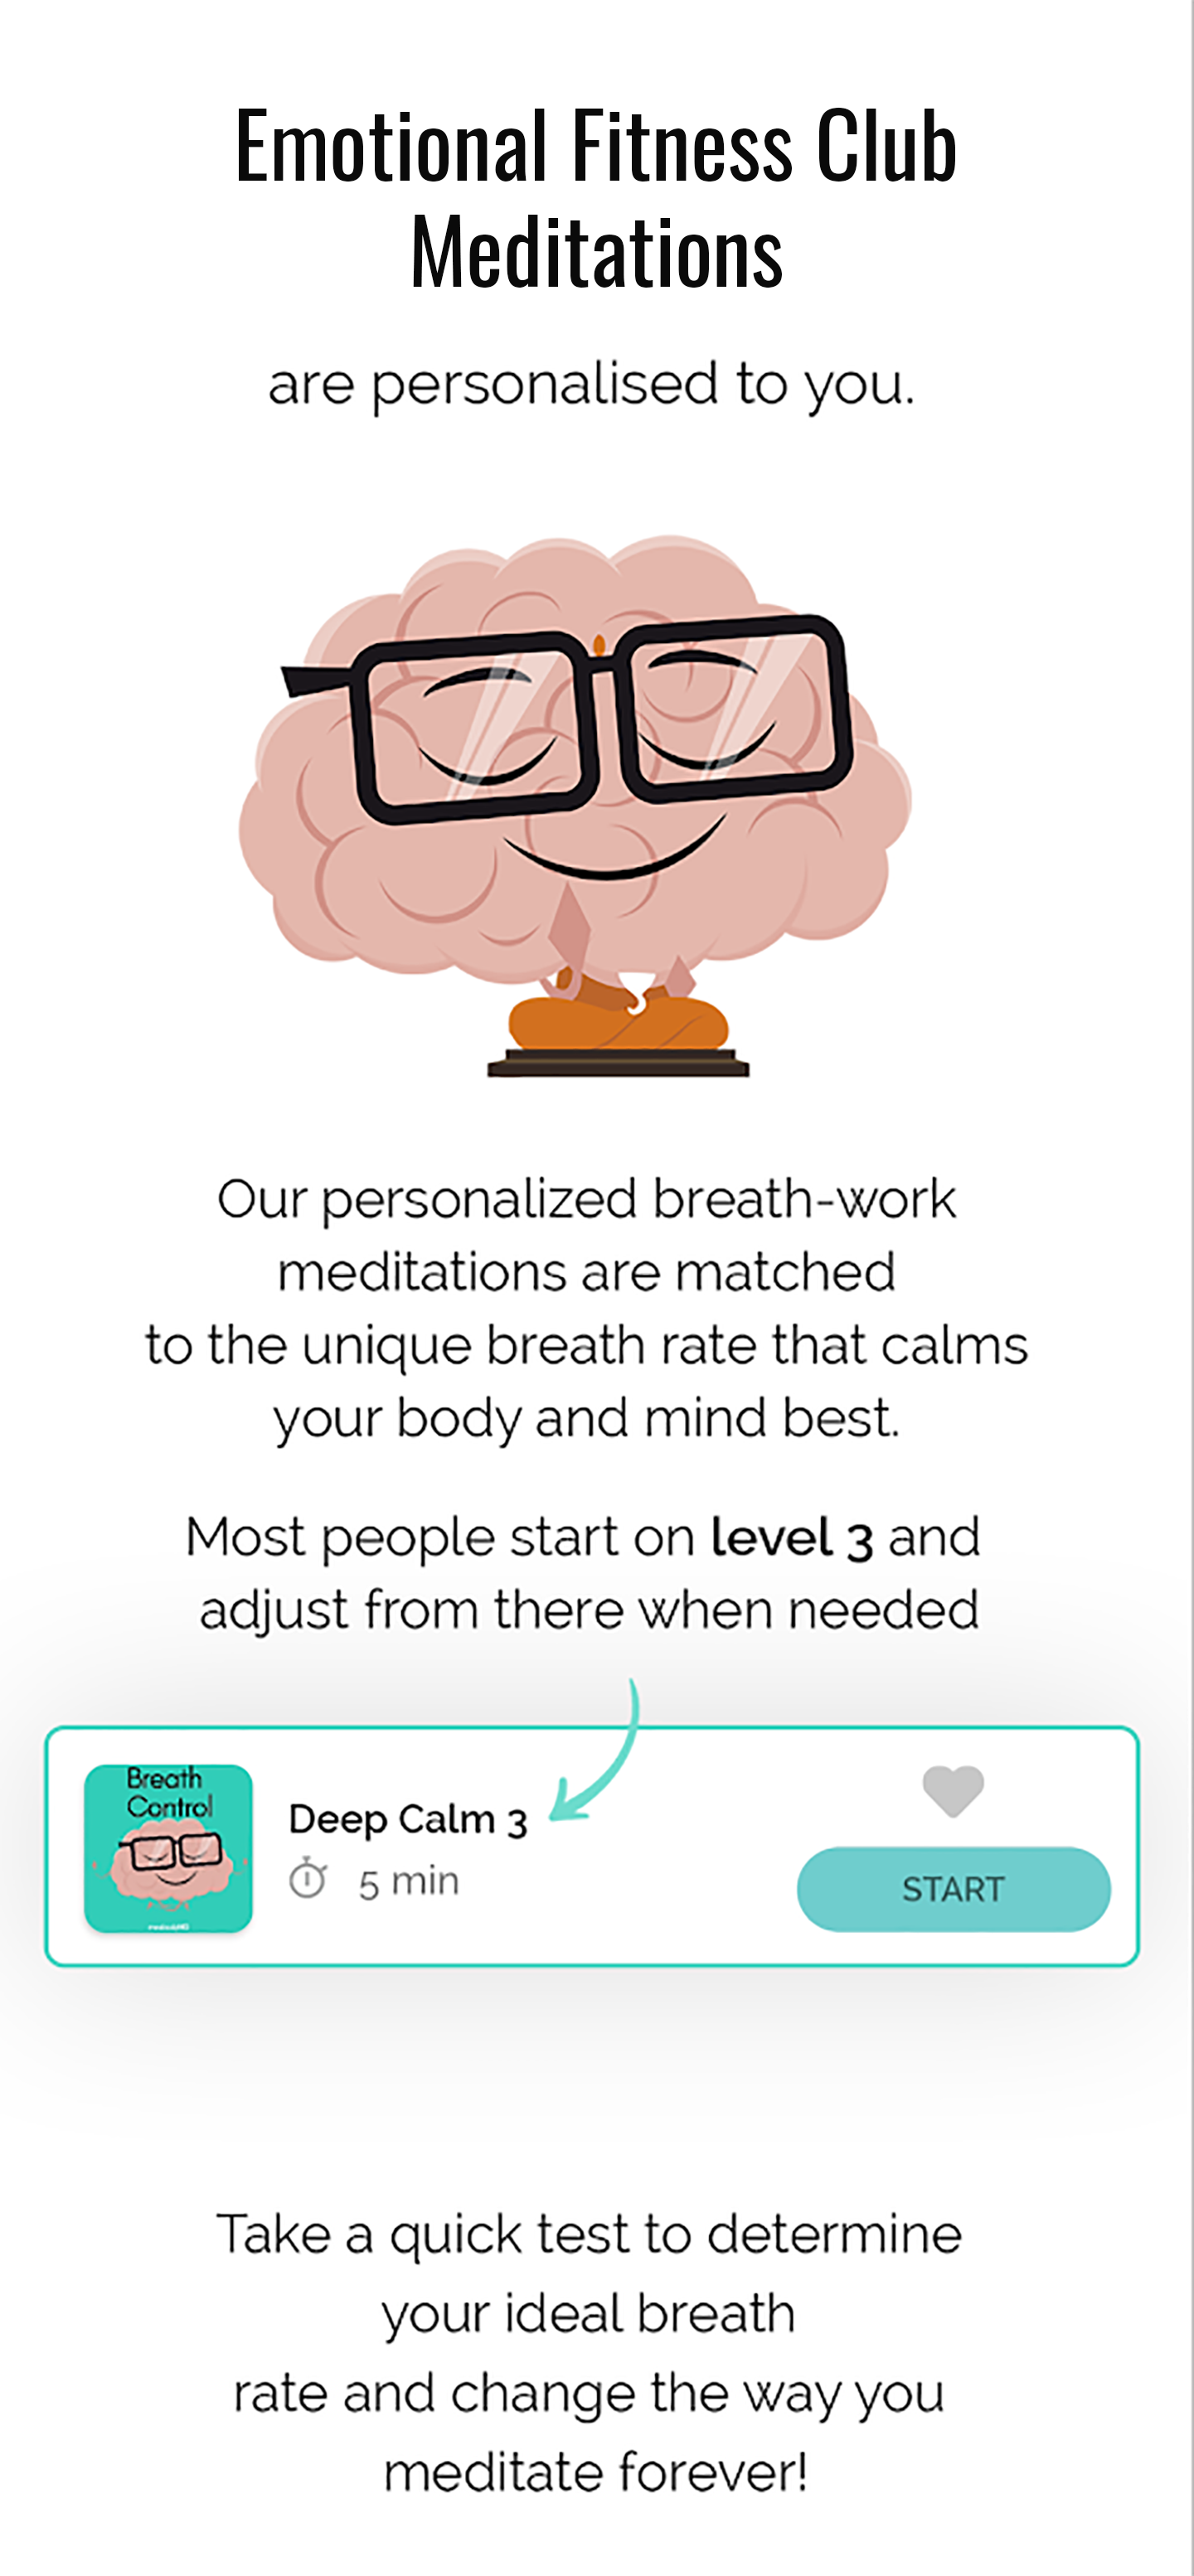 Emotional Fitness Club
Meditations
are personalised to you.
Our personalized breath-work
meditations are matched
to the unique breath rate that calms
your body and mind best.
Most people start on level 3 and
adjust from there when needed
Breath
Control
Deep Calm 3
5 min
START
Take a quick test to determine
your ideal breath
rate and change the way you
meditate forever!